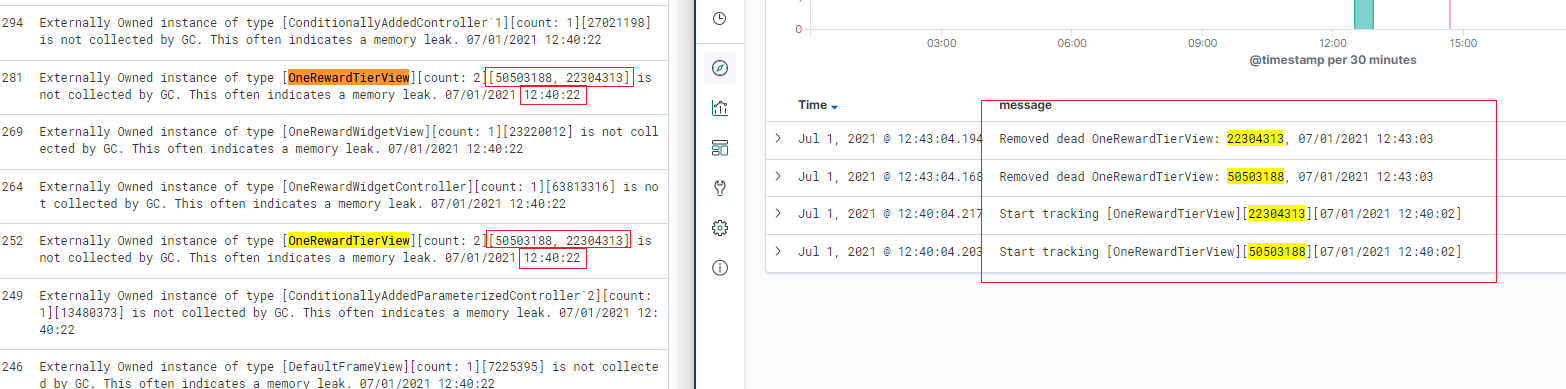 294 Externally Owned instance of type [ConditionallyAddedController`1][count: 1][27021198]
is not collected by GC. This often indicates a memory leak. 07/01/2021 12:40:22
281 Externally Owned instance of type [OneRewardTierView][count: 2][50503188, 22304313] is
not collected by GC. This often indicates a memory leak. 07/01/2021 12:40:22
269 Externally Owned instance of type [OneRewardWidgetView][count: 1][23220012] is not coll
ected by GC. This often indicates a memory leak. 07/01/2021 12:40:22
264 Externally Owned instance of type [OneRewardWidgetController][count: 1][63813316] is no
t collected by GC. This often indicates a memory leak. 07/01/2021 12:40:22
252 Externally Owned instance of type [OneRewardTierView][count: 2][50503188, 22304313] is
not collected by GC. This often indicates a memory leak. 07/01/2021 12:40:22
249 Externally Owned instance of type [ConditionallyAddedParameterizedController`2][count:
1][13480373] is not collected by GC. This often indicates a memory leak. 07/01/2021 12:
40:22
246 Externally Owned instance of type [DefaultFrameView][count: 1][7225395] is not collecte
d by GC. This often indicates a memory leak. 07/01/2021 12:40:22
0
03:00 06:00 09:00 12:00 15:00
@timestamp per 30 minutes
Time message
Jul 1, 2021 @ 12:43:04.194 Removed dead OneRewardTierView: 22304313, 07/01/2021 12:43:03
Jul 1, 2021 @ 12:43:04.168 Removed dead OneRewardTierView: 50503188, 07/01/2021 12:43:03
Jul 1, 2021 @ 12:40:04.217 Start tracking [OneRewardTierView][22304313][07/01/2021 12:40:02]
Jul 1, 2021 @ 12:40:04.203 Start tracking [OneRewardTierView][50503188][07/01/2021 12:40:02]